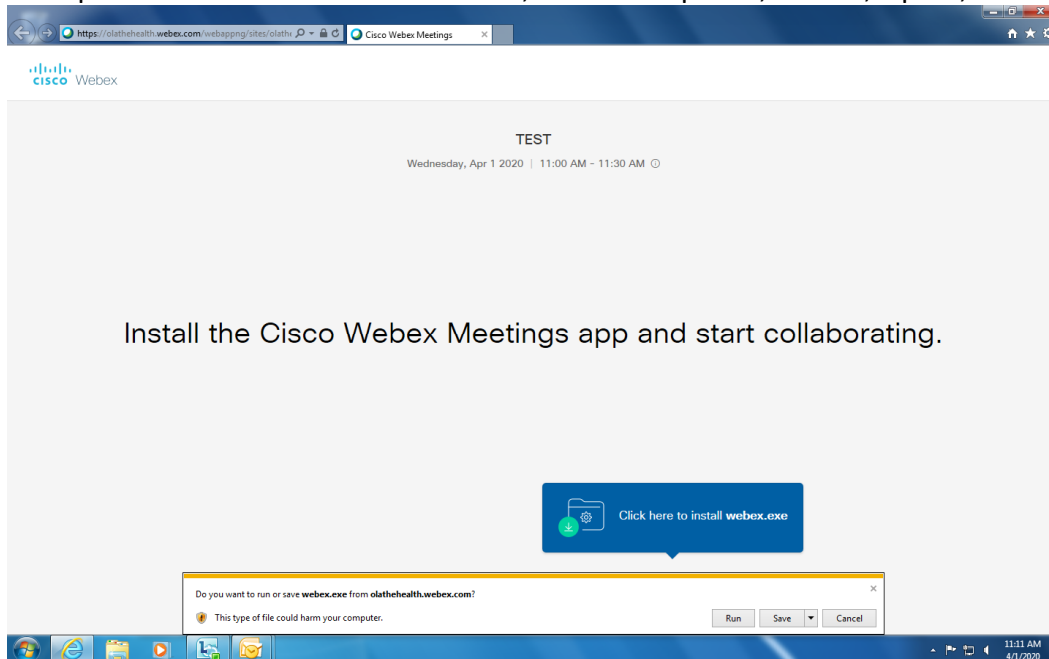 https://olathehealth.webex.com/webappng/sites/olathe
Cisco Webex Meetings
cisco Webex
TEST
Wednesday, Apr 1 2020 | 11:00 AM - 11:30 AM
Install the Cisco Webex Meetings app and start collaborating.
Click here to install webex.exe
Do you want to run or save webex.exe from olathehealth.webex.com?
This type of file could harm your computer.
Run Save Cancel
11:11 AM
4/1/2020